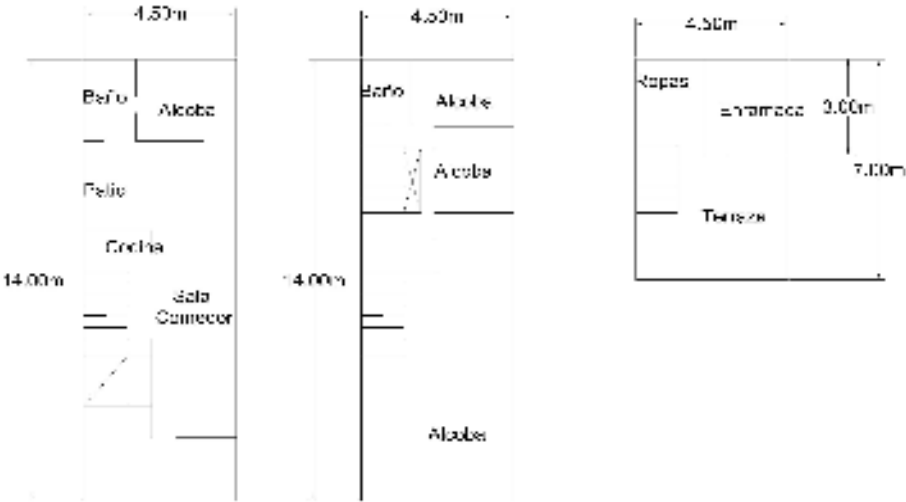 4.50m
Baño
Alcoba
Patio
Cocina
14.00m
Sala
Comedor
4.50m
Baño
Alcoba
Alcoba
14.00m
Alcoba
4.50m
Ropas
Enramada
3.00m
7.00m
Terraza